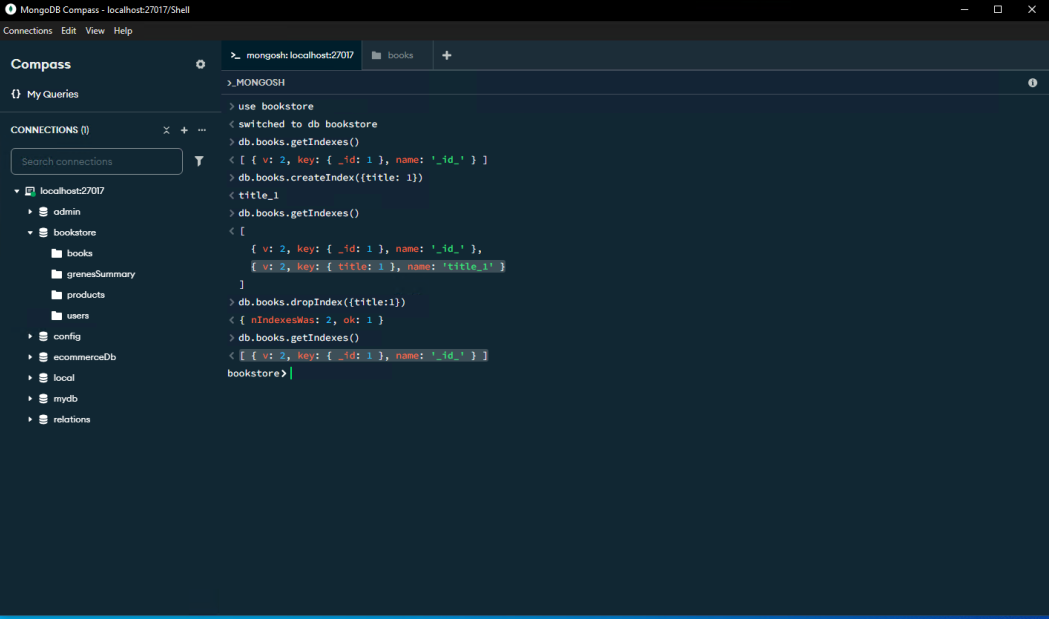 MongoDB Compass - localhost:27017/Shell
Connections Edit View Help
Compass
{} My Queries
CONNECTIONS (1)
Search connections
localhost:27017
admin
bookstore
books
grenesSummary
products
users
config
ecommerceDb
local
mydb
relations
>_ mongosh: localhost:27017 books
>_MONGOSH
> use bookstore
< switched to db bookstore
> db.books.getIndexes()
< [ { v: 2, key: { _id: 1 }, name: '_id_' } ]
> db.books.createIndex({title: 1})
< title_1
> db.books.getIndexes()
< [
{ v: 2, key: { _id: 1 }, name: '_id_' },
{ v: 2, key: { title: 1 }, name: 'title_1' }
]
> db.books.dropIndex({title:1})
< { nIndexesWas: 2, ok: 1 }
> db.books.getIndexes()
< [ { v: 2, key: { _id: 1 }, name: '_id_' } ]
bookstore>